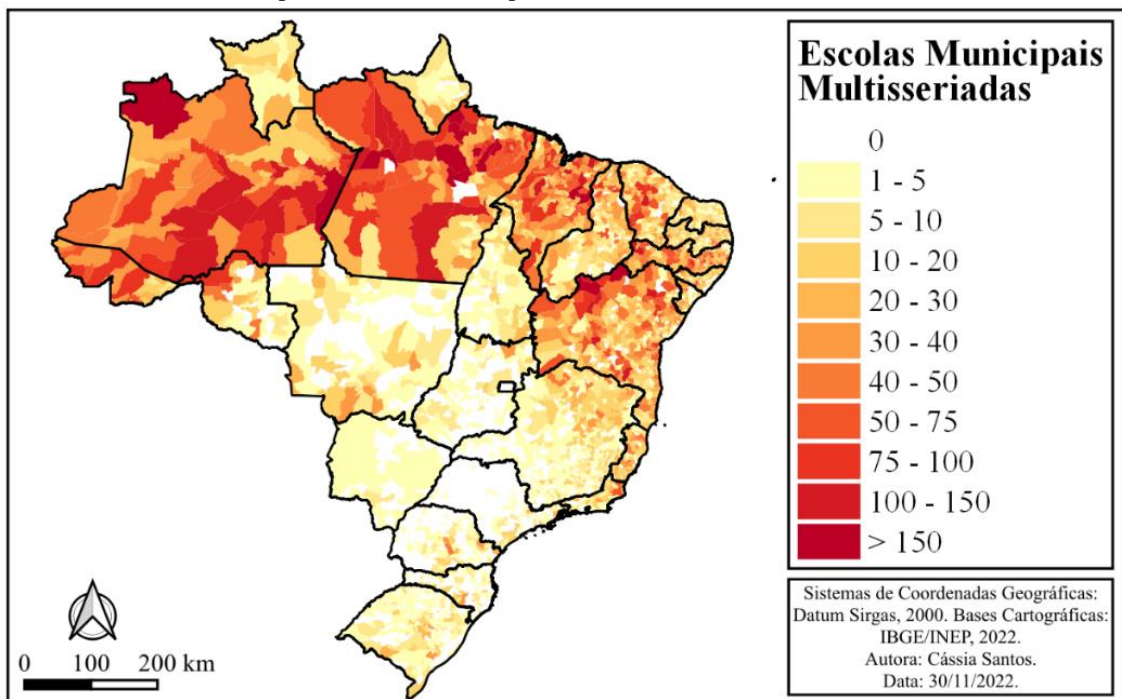 Escolas Municipais
Multisseriadas
0
1 - 5
5 - 10
10 - 20
20 - 30
30 - 40
40 - 50
50 - 75
75 - 100
100 - 150
> 150
Sistemas de Coordenadas Geográficas:
Datum Sirgas, 2000. Bases Cartográficas:
IBGE/INEP, 2022.
Autora: Cássia Santos.
Data: 30/11/2022.
0 100 200 km